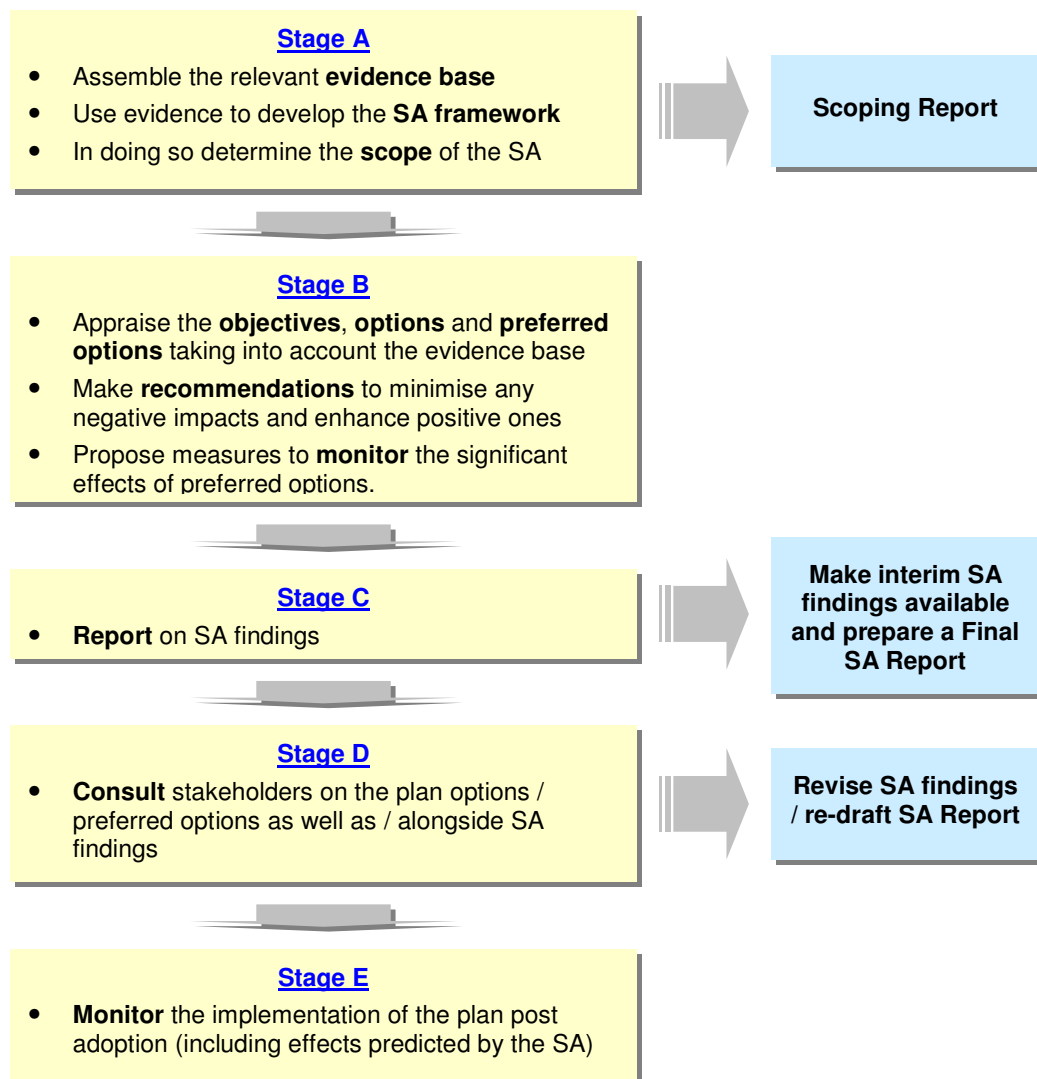 Stage A
• Assemble the relevant evidence base
• Use evidence to develop the SA framework
• In doing so determine the scope of the SA
Scoping Report
Stage B
• Appraise the objectives, options and preferred
options taking into account the evidence base
• Make recommendations to minimise any
negative impacts and enhance positive ones
• Propose measures to monitor the significant
effects of preferred options.
Stage C
• Report on SA findings
Make interim SA
findings available
and prepare a Final
SA Report
Stage D
• Consult stakeholders on the plan options /
preferred options as well as / alongside SA
findings
Revise SA findings
/ re-draft SA Report
Stage E
• Monitor the implementation of the plan post
adoption (including effects predicted by the SA)